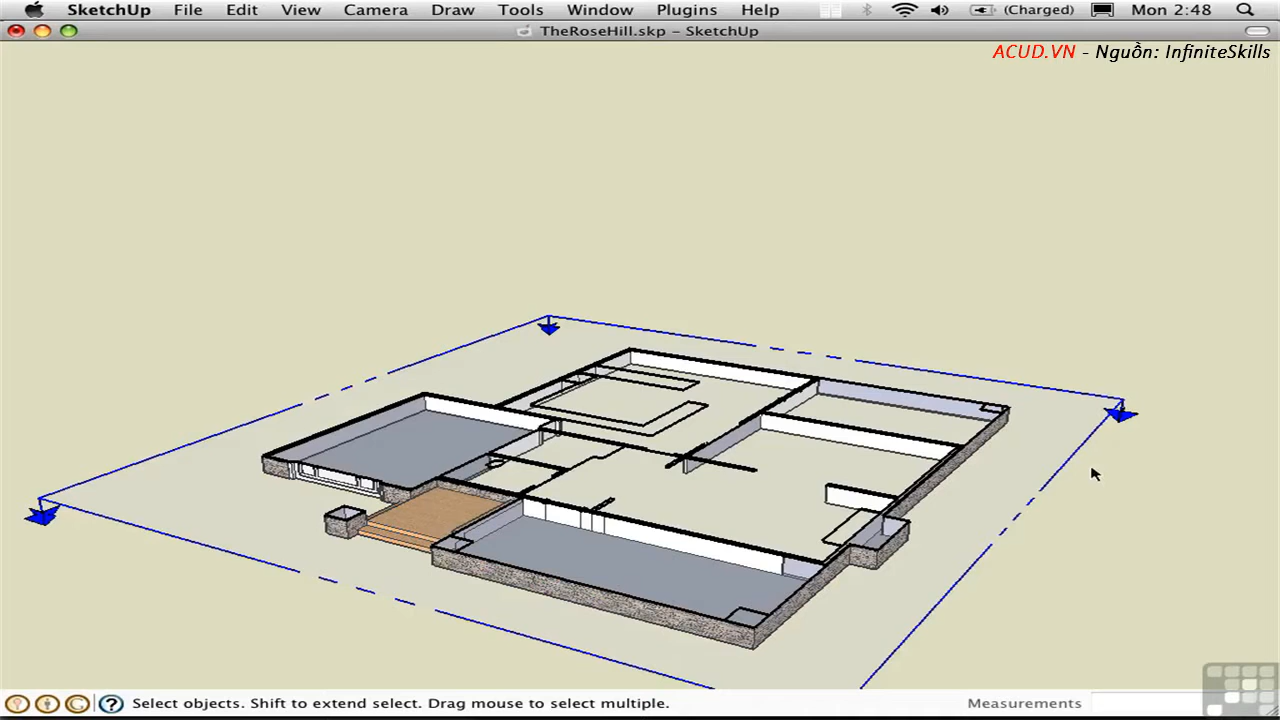 SketchUp File Edit View Camera Draw Tools Window Plugins Help (Charged) Mon 2:48
TheRoseHill.skp – SketchUp
ACUD.VN - Nguồn: InfiniteSkills
Select objects. Shift to extend select. Drag mouse to select multiple. Measurements